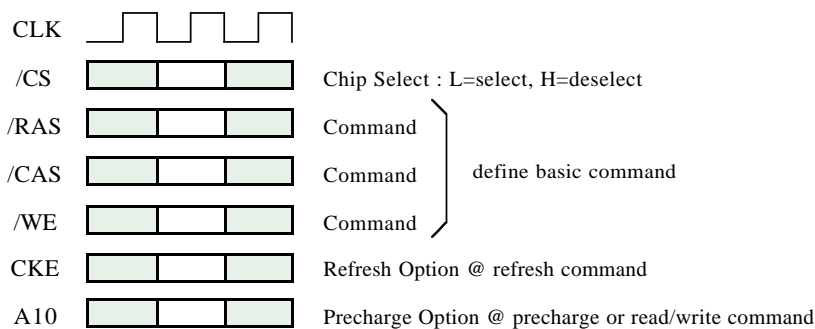 CLK
/CS Chip Select : L=select, H=deselect
/RAS Command
/CAS Command define basic command
/WE Command
CKE Refresh Option @ refresh command
A10 Precharge Option @ precharge or read/write command